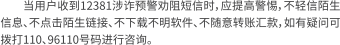 当用户收到12381涉诈预警劝阻短信时,应提高警惕,不轻信陌生
信息、不点击陌生链接、不下载不明软件、不随意转账汇款,如有疑问可
拨打110、96110号码进行咨询。